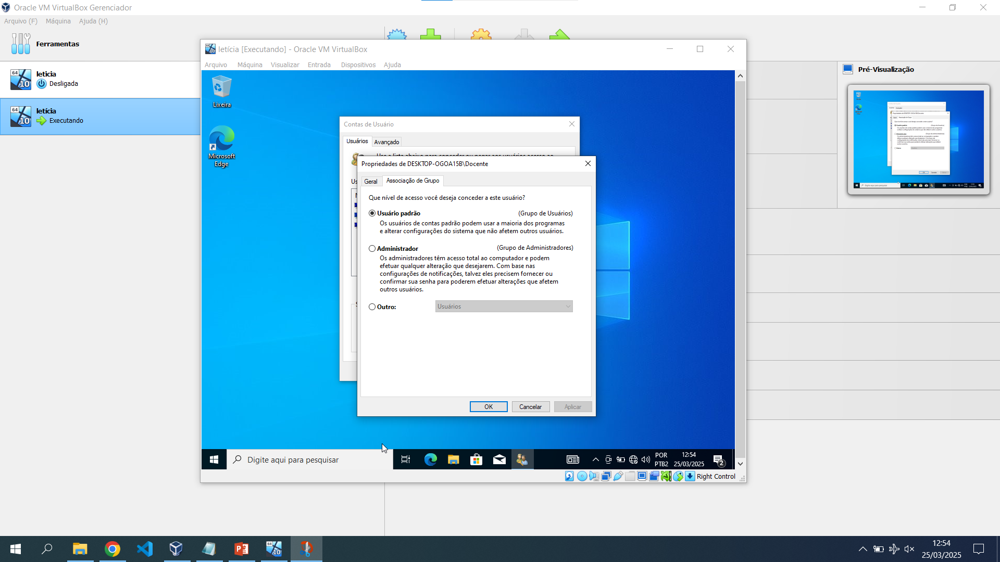 Oracle VM VirtualBox Gerenciador
Arquivo (F) Máquina Ajuda (H)
Ferramentas
leticia
Desligada
letícia
Executando
Pré-Visualização
letícia [Executando] - Oracle VM VirtualBox
Arquivo Máquina Visualizar Entrada Dispositivos Ajuda
Lixeira
Microsoft
Edge
Contas de Usuário
Usuários Avançado
Propriedades de DESKTOP-OGOA15B\Docente
Geral Associação de Grupo
Que nível de acesso você deseja conceder a este usuário?
Usuário padrão (Grupo de Usuários)
Os usuários de contas padrão podem usar a maioria dos programas
e alterar configurações do sistema que não afetem outros usuários.
Administrador (Grupo de Administradores)
Os administradores têm acesso total ao computador e podem
efetuar qualquer alteração que desejarem. Com base nas
configurações de notificações, talvez eles precisem fornecer ou
confirmar sua senha para poderem efetuar alterações que afetem
outros usuários.
Outro: Usuários
OK Cancelar Aplicar
Digite aqui para pesquisar
POR
PTB2
12:54
25/03/2025
2
Right Control
12:54
25/03/2025